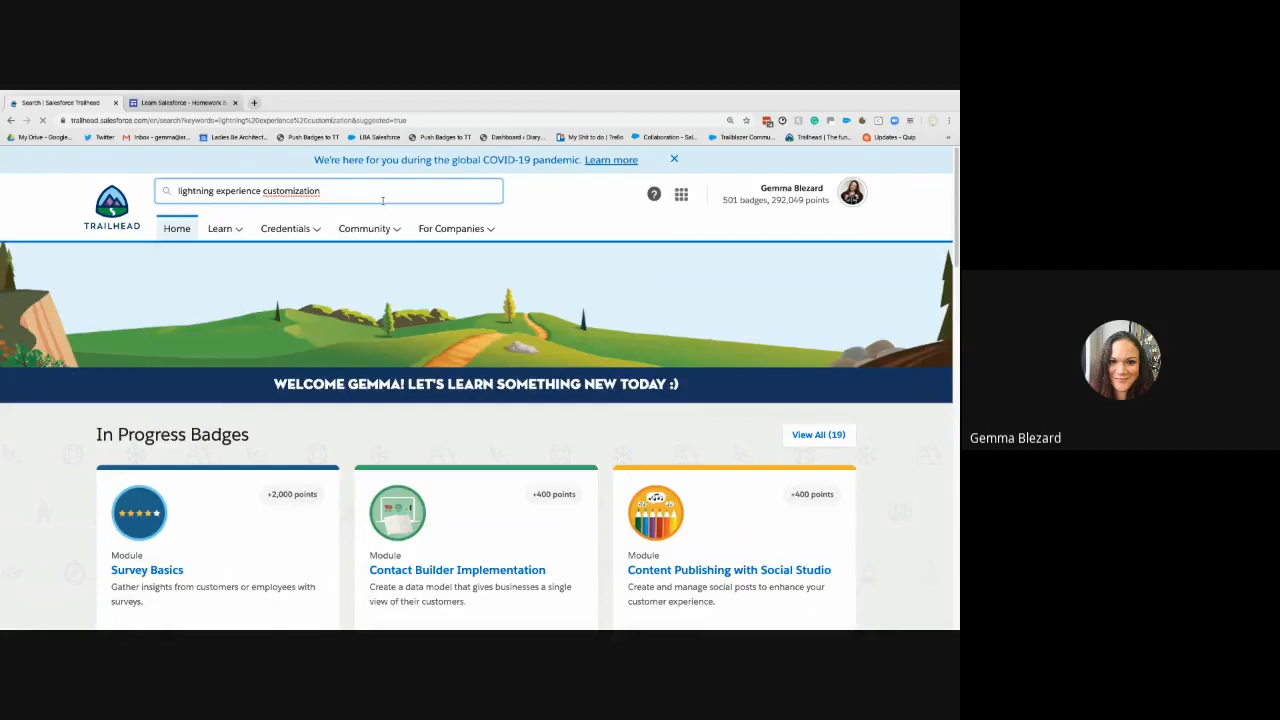 Search | Salesforce Trailhead
Learn Salesforce - Homework &
trailhead.salesforce.com/en/search?keywords=lightning%20experience%20customization&suggested=true
My Drive - Google...
Twitter
Inbox - gemma@er...
Ladies Be Architect...
Push Badges to TT
LBA Salesforce
Push Badges to TT
Dashboard / Diary...
My Shit to do | Trello
Collaboration - Sal...
Trailblazer Commu...
Trailhead | The fun...
Updates - Quip
»
We're here for you during the global COVID-19 pandemic. Learn more
lightning experience customization
Gemma Blezard
501 badges, 292,049 points
TRAILHEAD
Home
Learn
Credentials
Community
For Companies
WELCOME GEMMA! LET'S LEARN SOMETHING NEW TODAY :)
In Progress Badges
View All (19)
+2,000 points
Module
Survey Basics
Gather insights from customers or employees with
surveys.
+400 points
Module
Contact Builder Implementation
Create a data model that gives businesses a single
view of their customers.
+400 points
Module
Content Publishing with Social Studio
Create and manage social posts to enhance your
customer experience.
Gemma Blezard